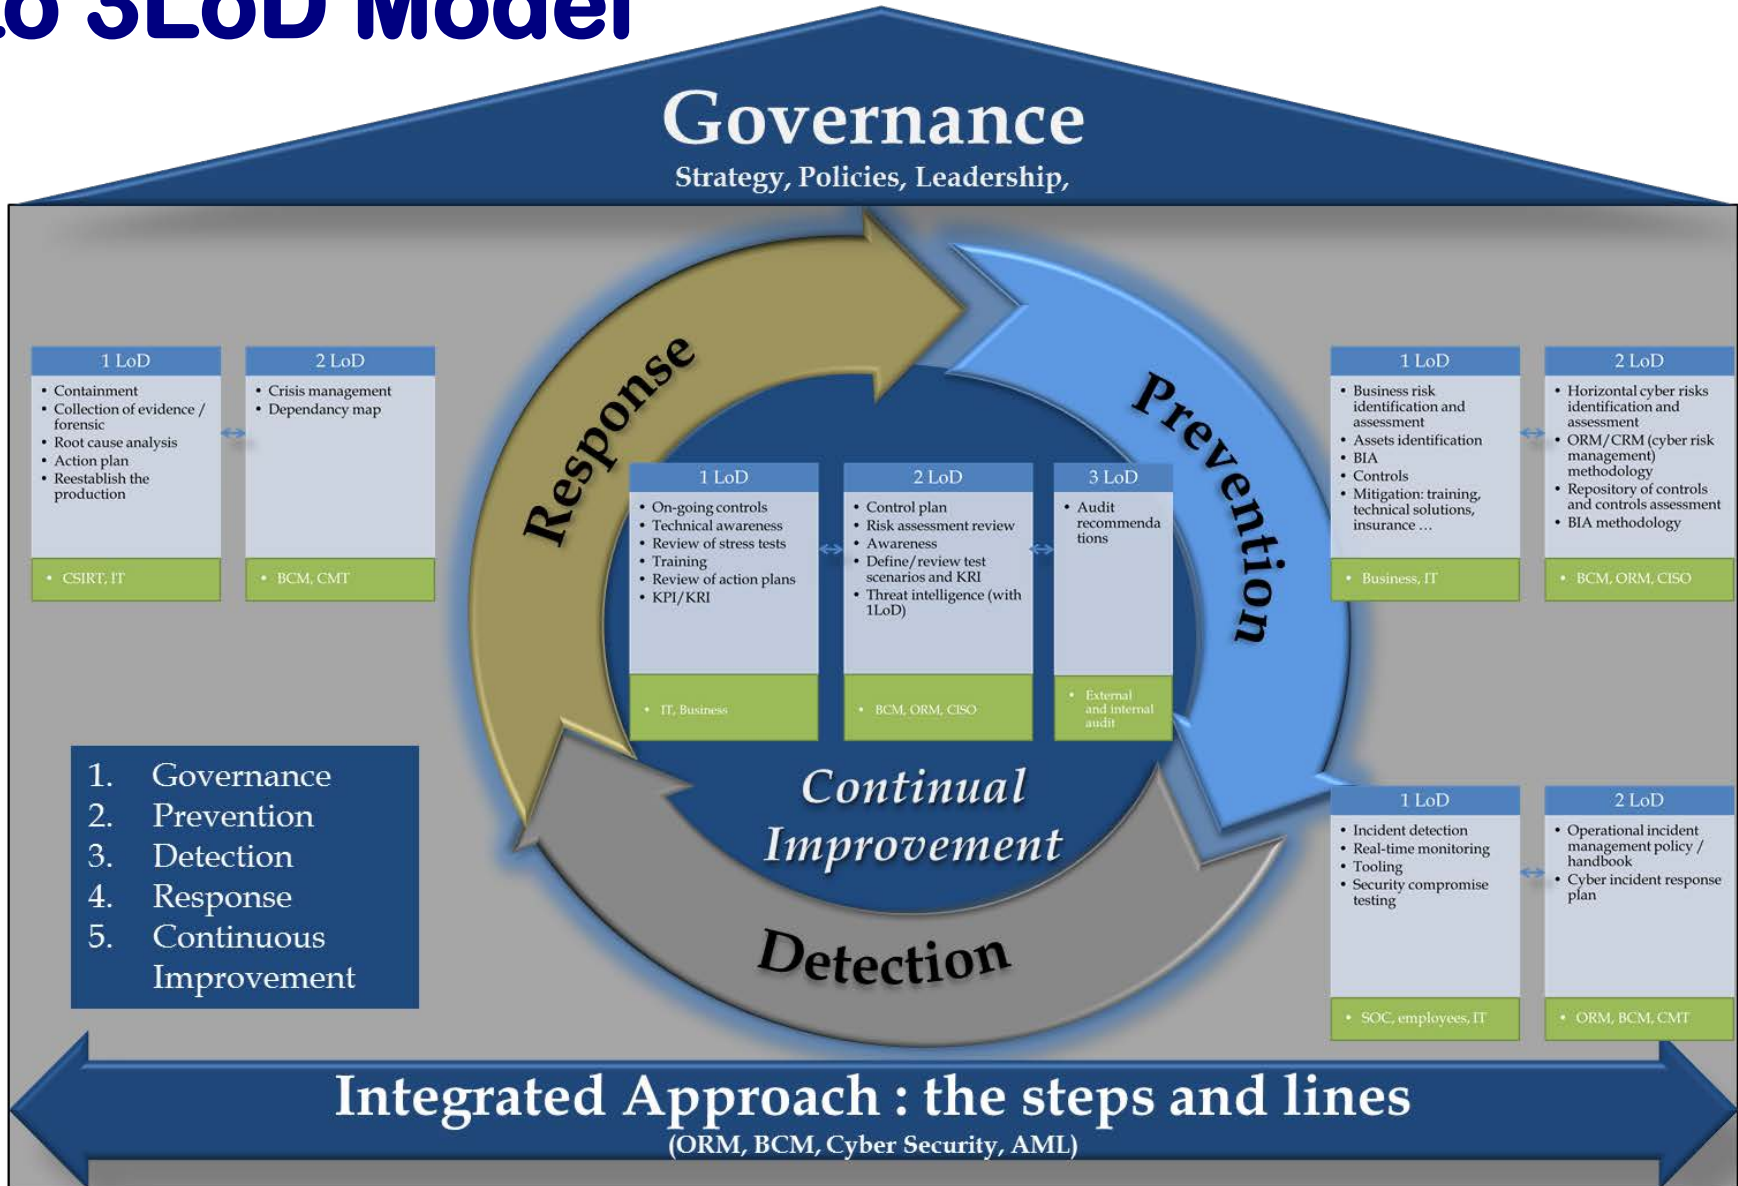 to 3LoD Model
Governance
Strategy, Policies, Leadership,
Response
Prevention
Detection
1 LoD
• Containment
• Collection of evidence /
forensic
• Root cause analysis
• Action plan
• Reestablish the
production
• CSIRT, IT
2 LoD
• Crisis management
• Dependancy map
• BCM, CMT
1 LoD
• On-going controls
• Technical awareness
• Review of stress tests
• Training
• Review of action plans
• KPI/KRI
• IT, Business
2 LoD
• Control plan
• Risk assessment review
• Awareness
• Define/review test
scenarios and KRI
• Threat intelligence (with
1LoD)
• BCM, ORM, CISO
3 LoD
• Audit
recommenda
tions
• External
and internal
audit
Continual
Improvement
1 LoD
• Business risk
identification and
assessment
• Assets identification
• BIA
• Controls
• Mitigation: training,
technical solutions,
insurance ...
• Business, IT
2 LoD
• Horizontal cyber risks
identification and
assessment
• ORM/CRM (cyber risk
management)
methodology
• Repository of controls
and controls assessment
• BIA methodology
• BCM, ORM, CISO
1 LoD
• Incident detection
• Real-time monitoring
• Tooling
• Security compromise
testing
• SOC, employees, IT
2 LoD
• Operational incident
management policy /
handbook
• Cyber incident response
plan
• ORM, BCM, CMT
1. Governance
2. Prevention
3. Detection
4. Response
5. Continuous
Improvement
Integrated Approach : the steps and lines
(ORM, BCM, Cyber Security, AML)